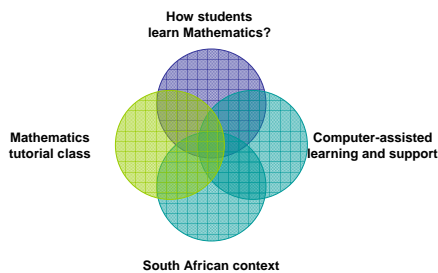 How students
learn Mathematics?
Mathematics
tutorial class
Computer-assisted
learning and support
South African context